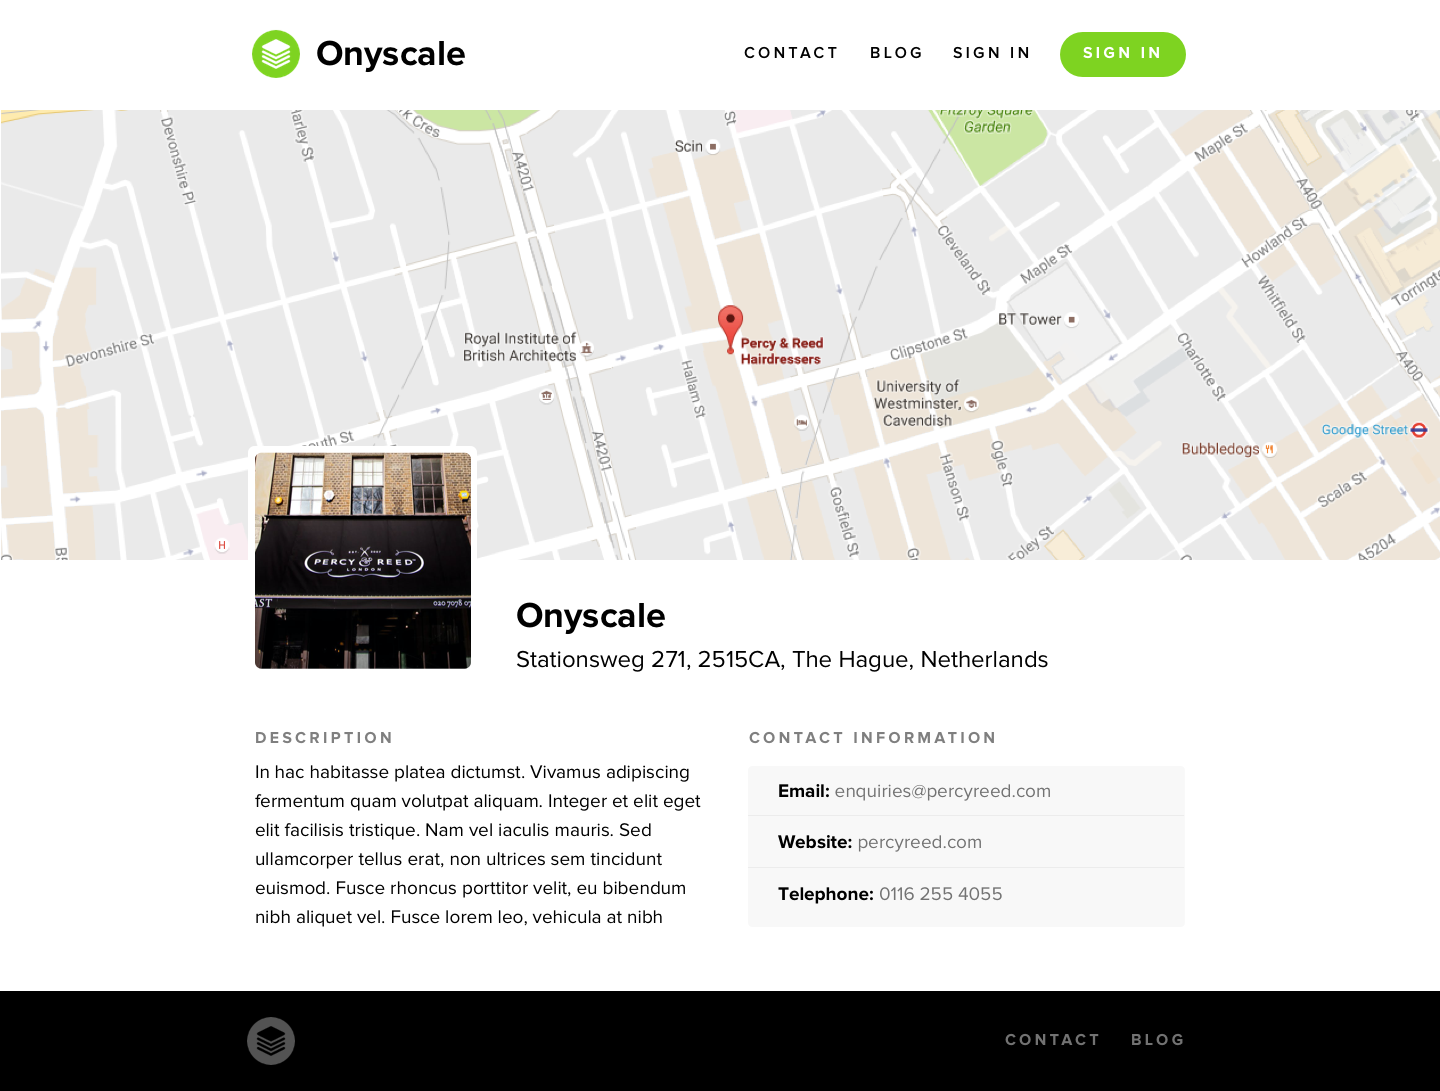 Onyscale
CONTACT
BLOG
SIGN IN
SIGN IN
Devonshire Pl
Harley St
k Cres
A4201
St
Scin
Fitzroy Square
Garden
Maple St
A400
Cleveland St
Maple St
Howland St
Whitfield St
Torringto
BT Tower
Devonshire St
Royal Institute of
British Architects
Percy & Reed
Hairdressers
Clipstone St
Hallam St
University of
Westminster,
Cavendish
Charlotte St
A400
Goodge Street
Bubbledogs
outh St
A4201
Ogle St
Hanson St
Gosfield St
Scala St
Foley St
A5204
H
EST. 2007
PERCY & REED
LONDON
AST
020 7078 07
Onyscale
Stationsweg 271, 2515CA, The Hague, Netherlands
DESCRIPTION
In hac habitasse platea dictumst. Vivamus adipiscing
fermentum quam volutpat aliquam. Integer et elit eget
elit facilisis tristique. Nam vel iaculis mauris. Sed
ullamcorper tellus erat, non ultrices sem tincidunt
euismod. Fusce rhoncus porttitor velit, eu bibendum
nibh aliquet vel. Fusce lorem leo, vehicula at nibh
CONTACT INFORMATION
Email: enquiries@percyreed.com
Website: percyreed.com
Telephone: 0116 255 4055
CONTACT
BLOG